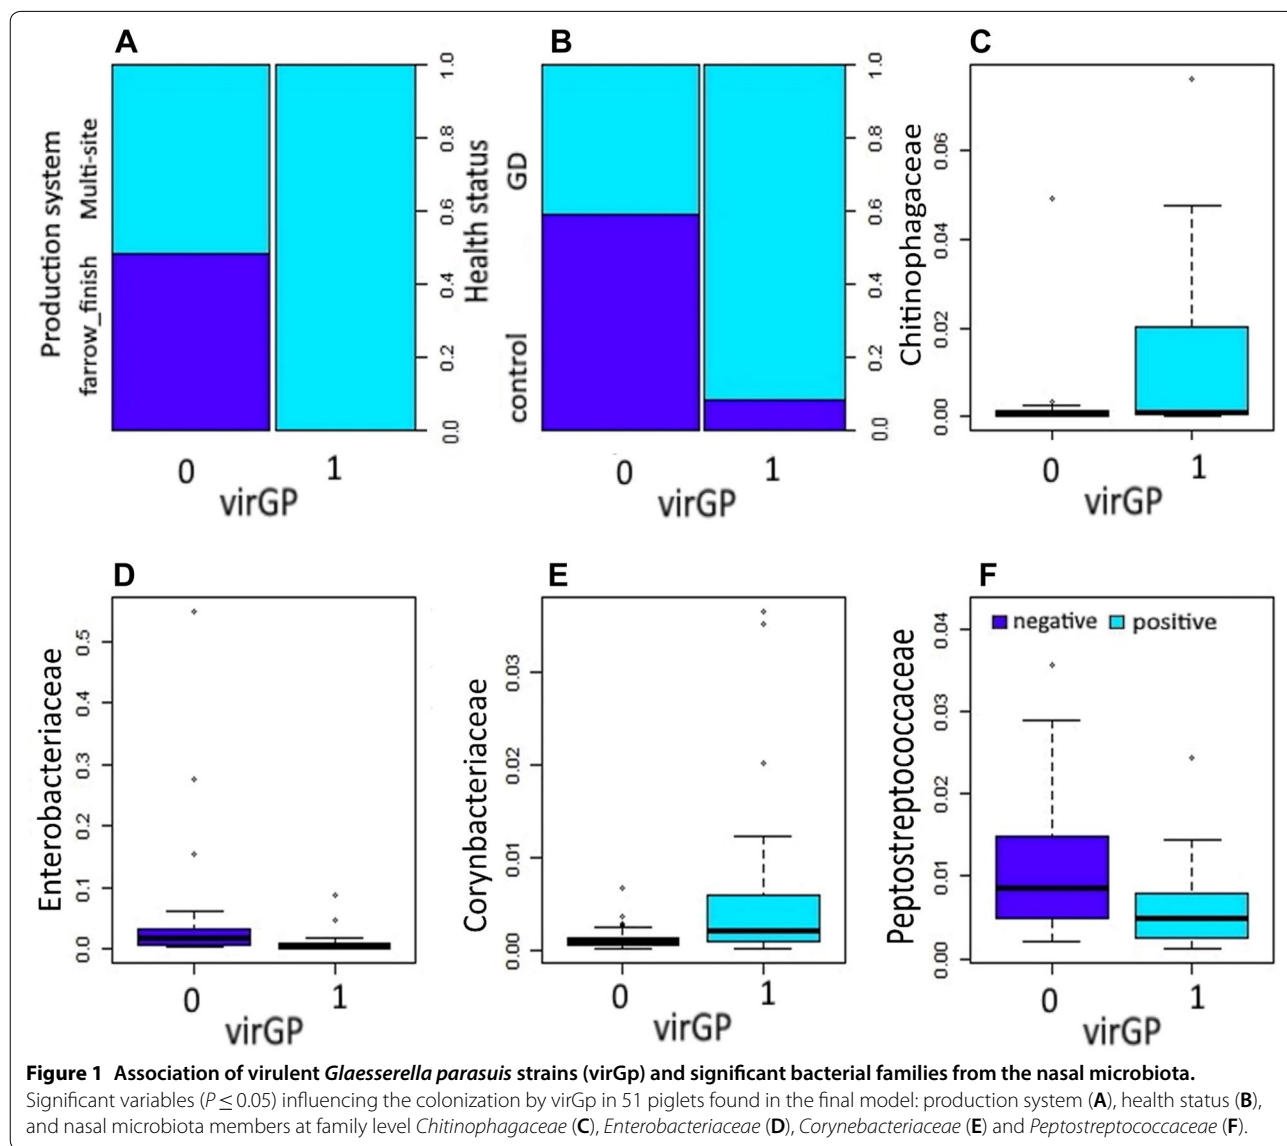 A
B
C
Production system
farrow_finish Multi-site
0.0 0.2 0.4 0.6 0.8 1.0
0 1
virGP
Health status
control GD
0.0 0.2 0.4 0.6 0.8 1.0
0 1
virGP
Chitinophagaceae
0.00 0.02 0.04 0.06
0 1
virGP
D
E
F
Enterobacteriaceae
0.0 0.1 0.2 0.3 0.4 0.5
0 1
virGP
Corynbacteriaceae
0.00 0.01 0.02 0.03
0 1
virGP
Peptostreptococcaceae
0.00 0.01 0.02 0.03 0.04
negative positive
0 1
virGP
Figure 1 Association of virulent Glaesserella parasuis strains (virGp) and significant bacterial families from the nasal microbiota.
Significant variables (P ≤ 0.05) influencing the colonization by virGp in 51 piglets found in the final model: production system (A), health status (B),
and nasal microbiota members at family level Chitinophagaceae (C), Enterobacteriaceae (D), Corynebacteriaceae (E) and Peptostreptococcaceae (F).